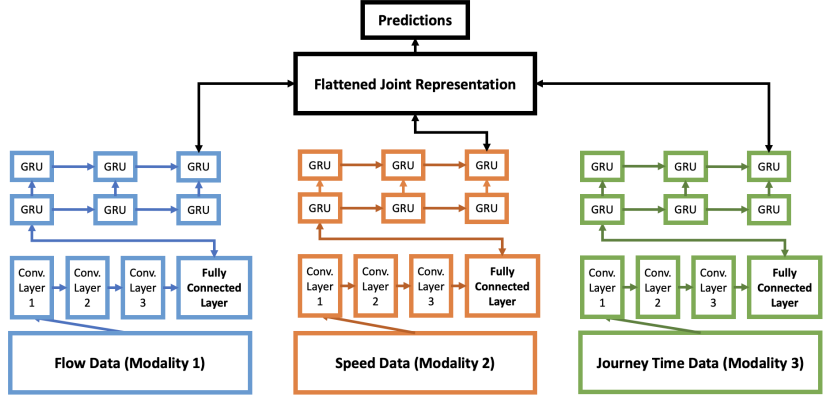 Predictions
Flattened Joint Representation
GRU GRU GRU GRU GRU GRU GRU GRU GRU
GRU GRU GRU GRU GRU GRU GRU GRU GRU
Conv.
Layer
1
Conv.
Layer
2
Conv.
Layer
3
Fully
Connected
Layer
Conv.
Layer
1
Conv.
Layer
2
Conv.
Layer
3
Fully
Connected
Layer
Conv.
Layer
1
Conv.
Layer
2
Conv.
Layer
3
Fully
Connected
Layer
Flow Data (Modality 1)
Speed Data (Modality 2)
Journey Time Data (Modality 3)